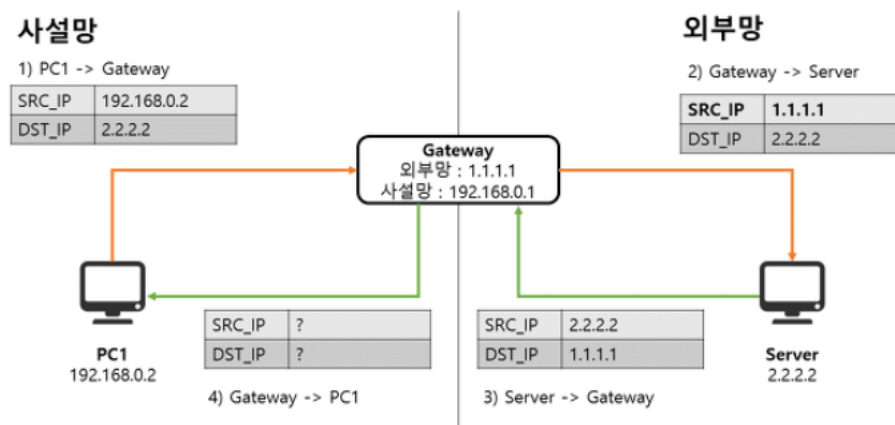 사설망
외부망
1) PC1 -> Gateway
SRC_IP 192.168.0.2
DST_IP 2.2.2.2
2) Gateway -> Server
SRC_IP 1.1.1.1
DST_IP 2.2.2.2
Gateway
외부망 : 1.1.1.1
사설망 : 192.168.0.1
SRC_IP ?
DST_IP ?
4) Gateway -> PC1
SRC_IP 2.2.2.2
DST_IP 1.1.1.1
3) Server -> Gateway
PC1
192.168.0.2
Server
2.2.2.2